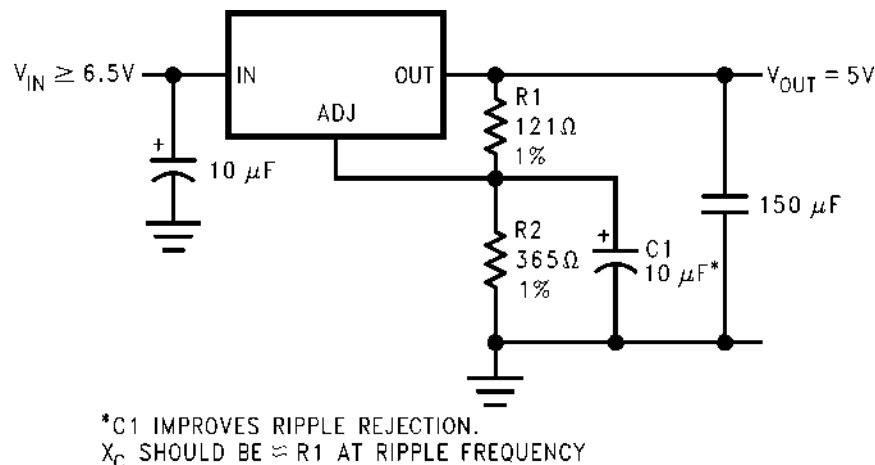 V_IN ≥ 6.5V
IN
OUT
ADJ
V_OUT = 5V
R1
121Ω
1%
+
10 μF
R2
365Ω
1%
+
C1
10 μF*
150 μF
*C1 IMPROVES RIPPLE REJECTION.
X_C SHOULD BE ≈ R1 AT RIPPLE FREQUENCY